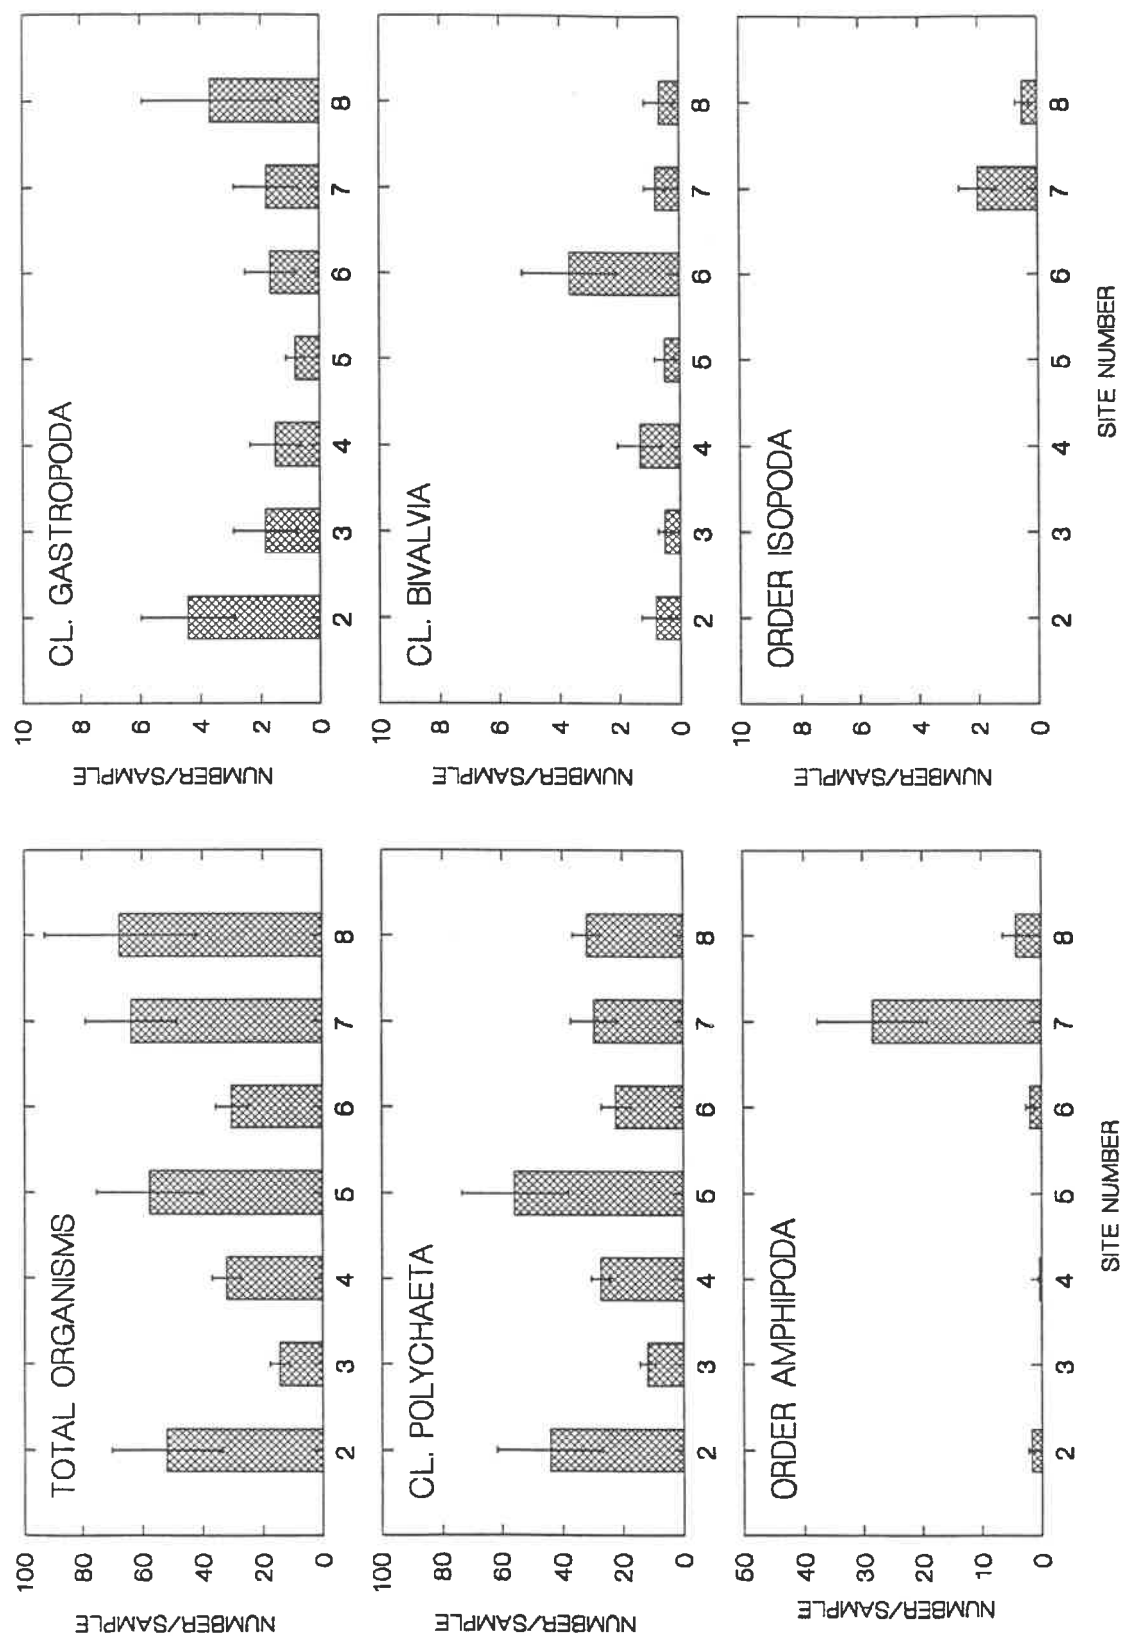 TOTAL ORGANISMS
NUMBER/SAMPLE
100
80
60
40
20
0
2 3 4 5 6 7 8
CL. GASTROPODA
NUMBER/SAMPLE
10
8
6
4
2
0
2 3 4 5 6 7 8
CL. POLYCHAETA
NUMBER/SAMPLE
100
80
60
40
20
0
2 3 4 5 6 7 8
CL. BIVALVIA
NUMBER/SAMPLE
10
8
6
4
2
0
2 3 4 5 6 7 8
ORDER AMPHIPODA
NUMBER/SAMPLE
50
40
30
20
10
0
2 3 4 5 6 7 8
SITE NUMBER
ORDER ISOPODA
NUMBER/SAMPLE
10
8
6
4
2
0
2 3 4 5 6 7 8
SITE NUMBER